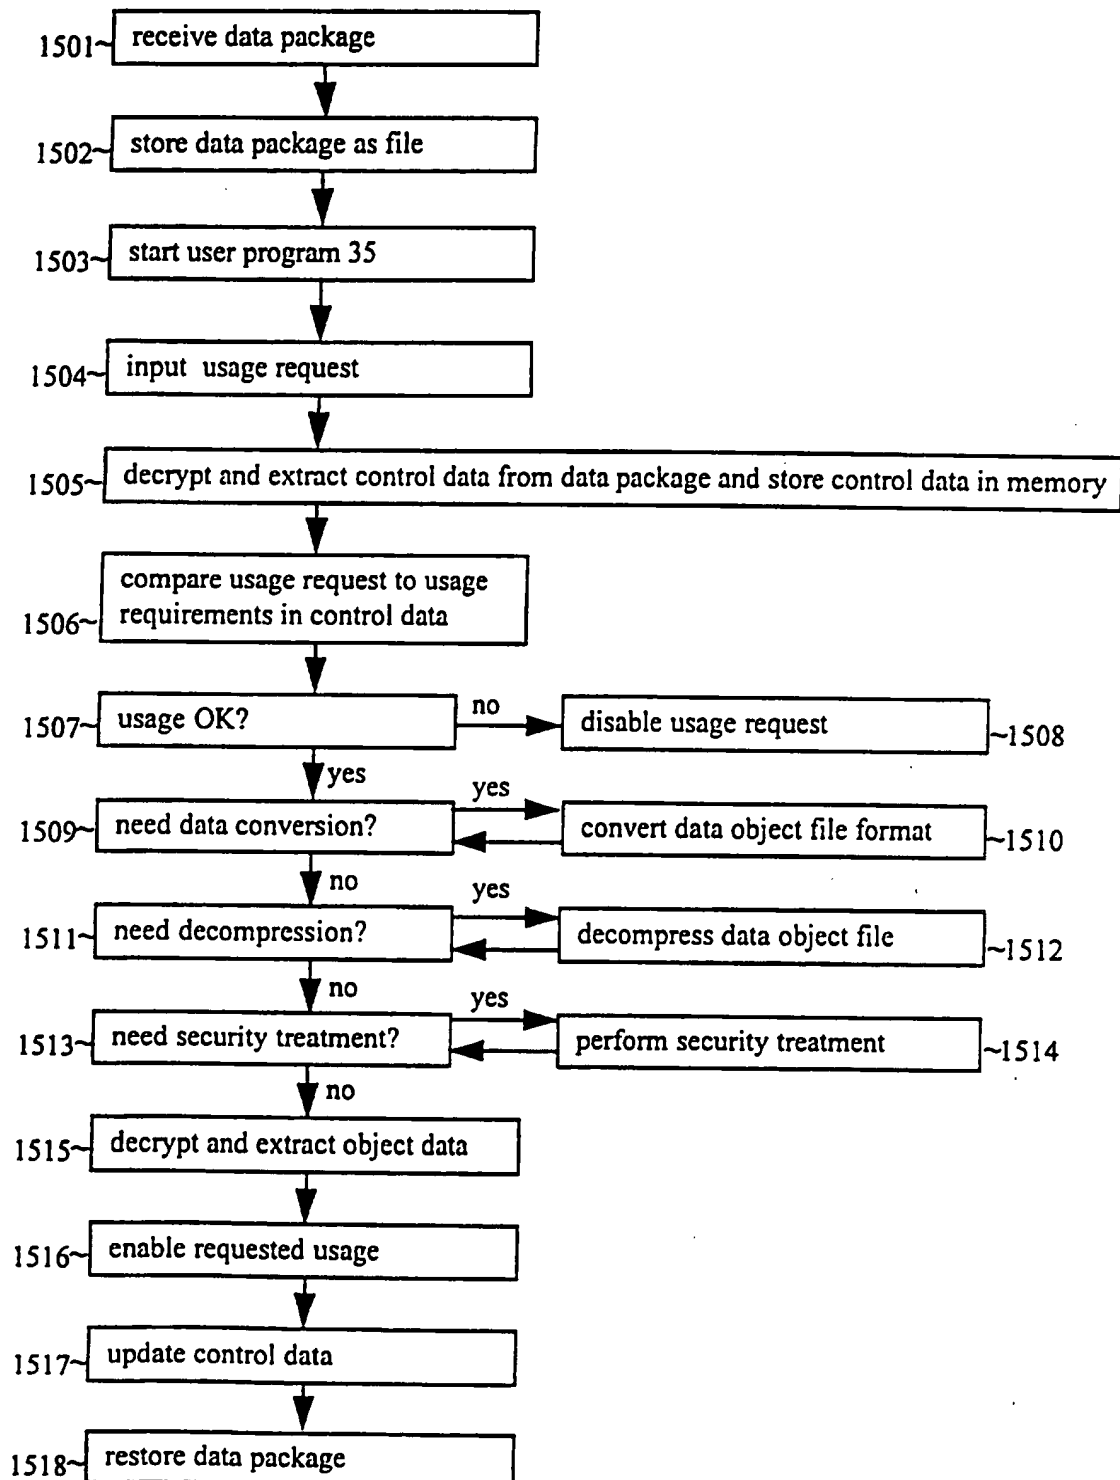 1501~ receive data package
1502~ store data package as file
1503~ start user program 35
1504~ input usage request
1505~ decrypt and extract control data from data package and store control data in memory
compare usage request to usage
1506~ requirements in control data
1507~ usage OK? no disable usage request ~1508
yes
1509~ need data conversion? yes convert data object file format ~1510
no
1511~ need decompression? yes decompress data object file ~1512
no
1513~ need security treatment? yes perform security treatment ~1514
no
1515~ decrypt and extract object data
1516~ enable requested usage
1517~ update control data
1518~ restore data package